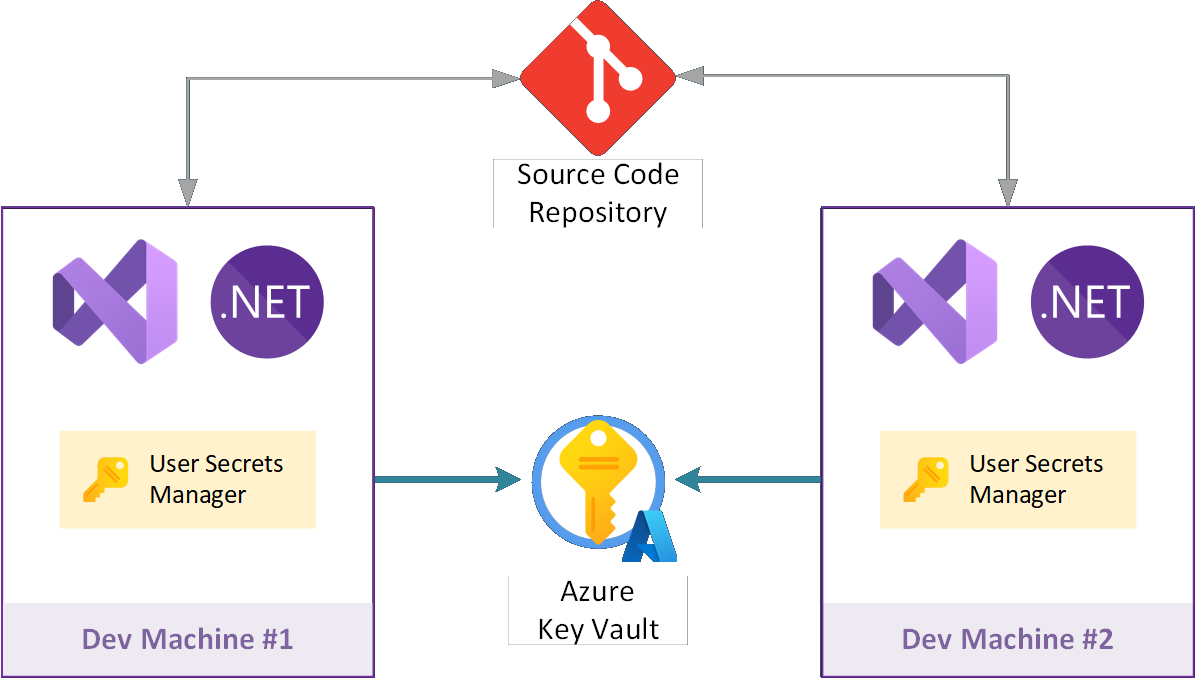 Source Code
Repository
.NET
.NET
User Secrets
Manager
User Secrets
Manager
Azure
Key Vault
Dev Machine #1
Dev Machine #2